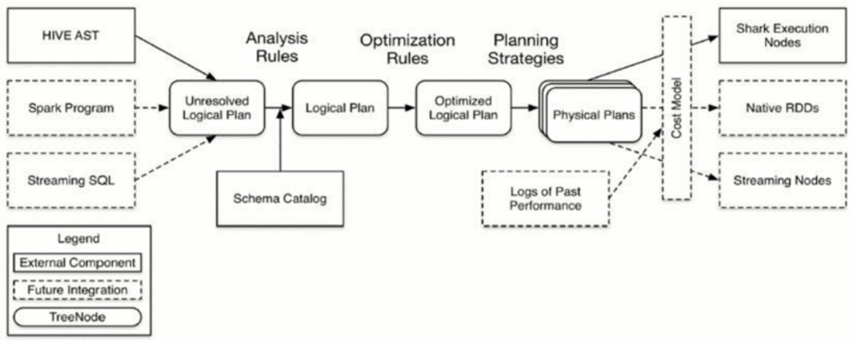 HIVE AST
Analysis
Rules
Optimization
Rules
Planning
Strategies
Shark Execution
Nodes
Spark Program
Unresolved
Logical Plan
Logical Plan
Optimized
Logical Plan
Physical Plans
Cost Model
Native RDDs
Streaming SQL
Schema Catalog
Logs of Past
Performance
Streaming Nodes
Legend
External Component
Future Integration
TreeNode